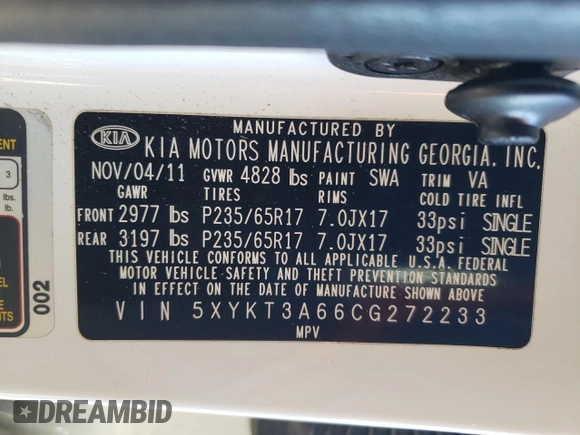 MANUFACTURED BY
KIA KIA MOTORS MANUFACTURING GEORGIA, INC.
NOV/04/11 GVWR 4828 lbs PAINT SWA TRIM VA
GAWR TIRES RIMS COLD TIRE INFL
FRONT 2977 lbs P235/65R17 7.0JX17 33psi SINGLE
REAR 3197 lbs P235/65R17 7.0JX17 33psi SINGLE
THIS VEHICLE CONFORMS TO ALL APPLICABLE U.S.A. FEDERAL
MOTOR VEHICLE SAFETY AND THEFT PREVENTION STANDARDS
IN EFFECT ON THE DATE OF MANUFACTURE SHOWN ABOVE
VIN 5XYKT3A66CG272233
MPV
3
lbs.
lb.
002
DREAMBID